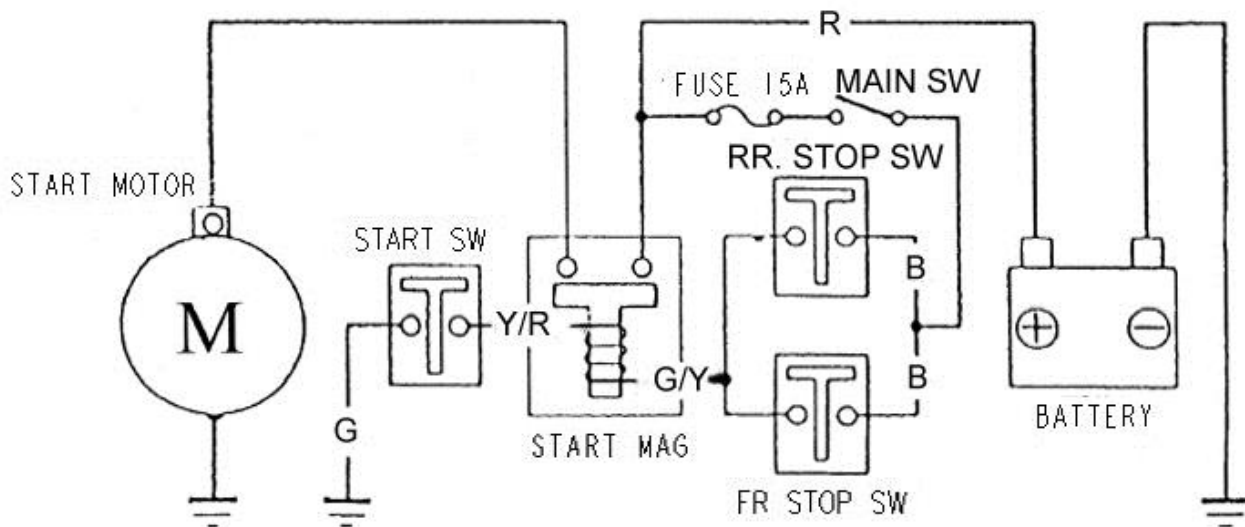 R
FUSE 15A
MAIN SW
RR. STOP SW
START MOTOR
START SW
B
M
Y/R
G/Y
B
G
START MAG
BATTERY
FR STOP SW